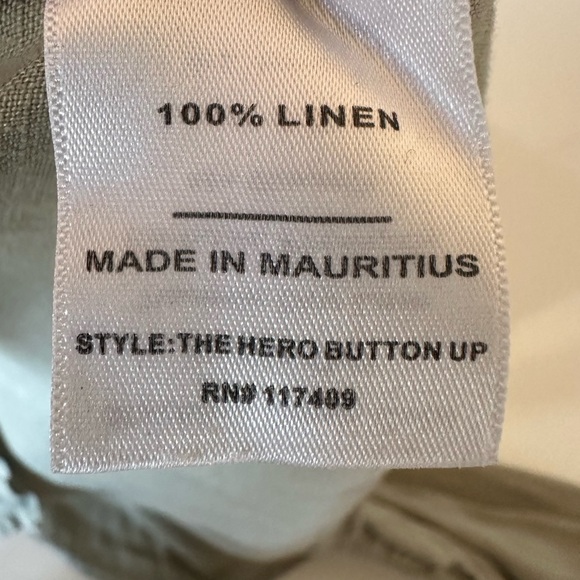 100% LINEN
MADE IN MAURITIUS
STYLE:THE HERO BUTTON UP
RN# 117409